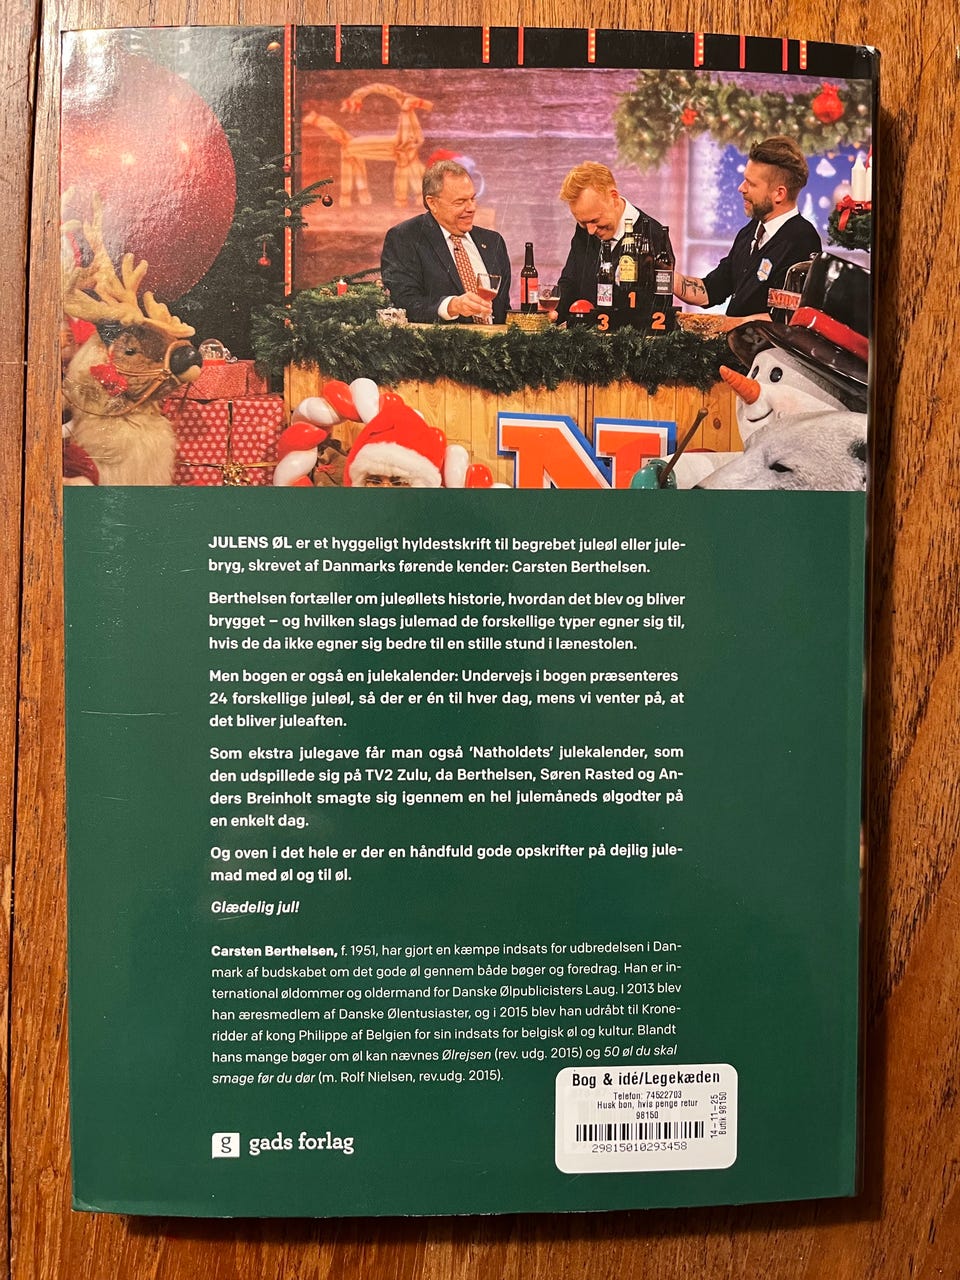 1
3
2
N
JULENS ØL er et hyggeligt hyldestskrift til begrebet juleøl eller jule-
bryg, skrevet af Danmarks førende kender: Carsten Berthelsen.
Berthelsen fortæller om juleøllets historie, hvordan det blev og bliver
brygget – og hvilken slags julemad de forskellige typer egner sig til,
hvis de da ikke egner sig bedre til en stille stund i lænestolen.
Men bogen er også en julekalender: Undervejs i bogen præsenteres
24 forskellige juleøl, så der er én til hver dag, mens vi venter på, at
det bliver juleaften.
Som ekstra julegave får man også ’Natholdets’ julekalender, som
den udspillede sig på TV2 Zulu, da Berthelsen, Søren Rasted og An-
ders Breinholt smagte sig igennem en hel julemåneds ølgodter på
en enkelt dag.
Og oven i det hele er der en håndfuld gode opskrifter på dejlig jule-
mad med øl og til øl.
Glædelig jul!
Carsten Berthelsen, f. 1951, har gjort en kæmpe indsats for udbredelsen i Dan-
mark af budskabet om det gode øl gennem både bøger og foredrag. Han er in-
ternational øldommer og oldermand for Danske Ølpublicisters Laug. I 2013 blev
han æresmedlem af Danske Ølentusiaster, og i 2015 blev han udråbt til Krone-
ridder af kong Philippe af Belgien for sin indsats for belgisk øl og kultur. Blandt
hans mange bøger om øl kan nævnes Ølrejsen (rev. udg. 2015) og 50 øl du skal
smage før du dør (m. Rolf Nielsen, rev.udg. 2015).
g gads forlag
Bog & idé/Legekæden
Telefon: 74522703
Husk bon, hvis penge retur
98150
29815010293458
14-11-25
Butik 98150